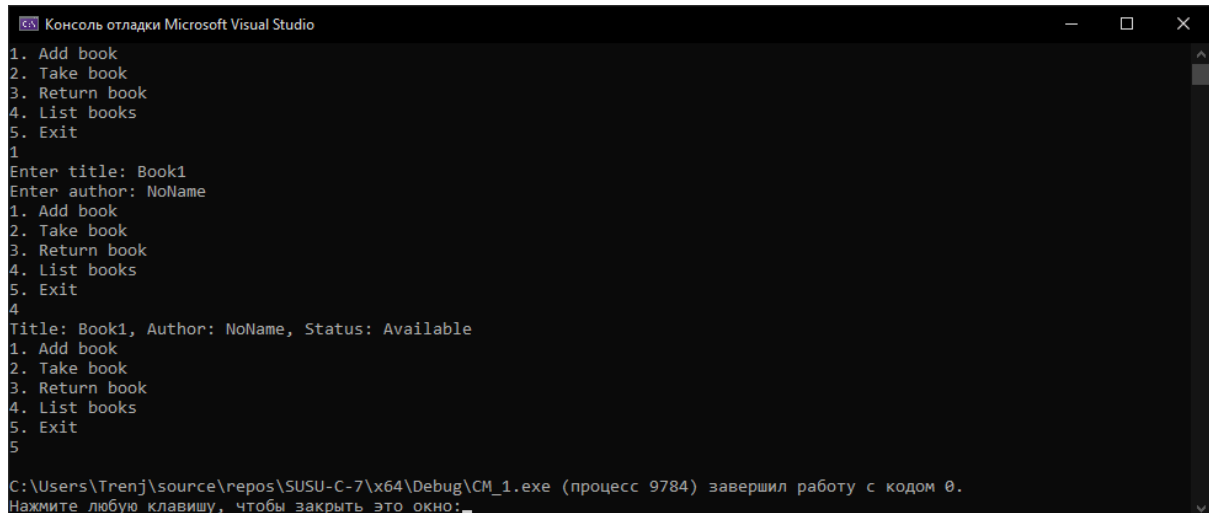 Консоль отладки Microsoft Visual Studio
1. Add book
2. Take book
3. Return book
4. List books
5. Exit
1
Enter title: Book1
Enter author: NoName
1. Add book
2. Take book
3. Return book
4. List books
5. Exit
4
Title: Book1, Author: NoName, Status: Available
1. Add book
2. Take book
3. Return book
4. List books
5. Exit
5
C:\Users\Trenj\source\repos\SUSU-C-7\x64\Debug\CM_1.exe (процесс 9784) завершил работу с кодом 0.
Нажмите любую клавишу, чтобы закрыть это окно: